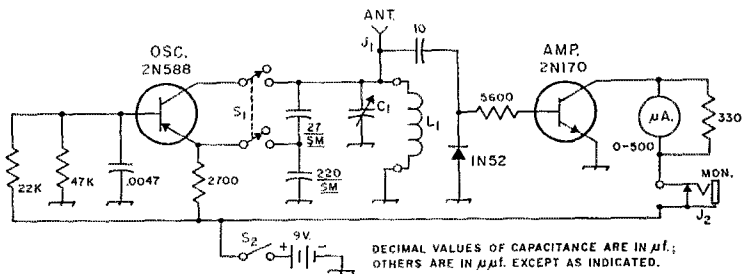 ANT.
J1
10
OSC.
2N588
AMP.
2N170
S1
C1
L1
5600
µA.
330
0-500
27
SM
1N52
22K
47K
.0047
2700
220
SM
MON.
J2
S2
+
9V.
-
DECIMAL VALUES OF CAPACITANCE ARE IN µf.;
OTHERS ARE IN µµf. EXCEPT AS INDICATED.